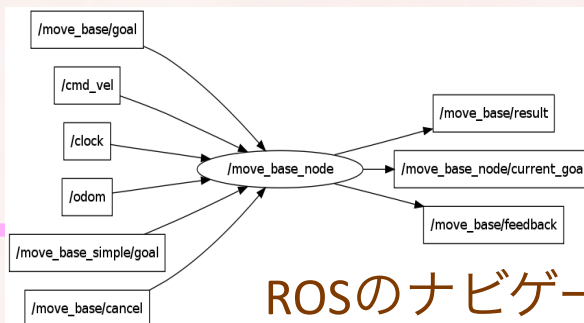 /move_base/goal
/cmd_vel
/clock
/odom
/move_base_simple/goal
/move_base/cancel
/move_base_node
/move_base/result
/move_base_node/current_goa
/move_base/feedback
ROSのナビゲー